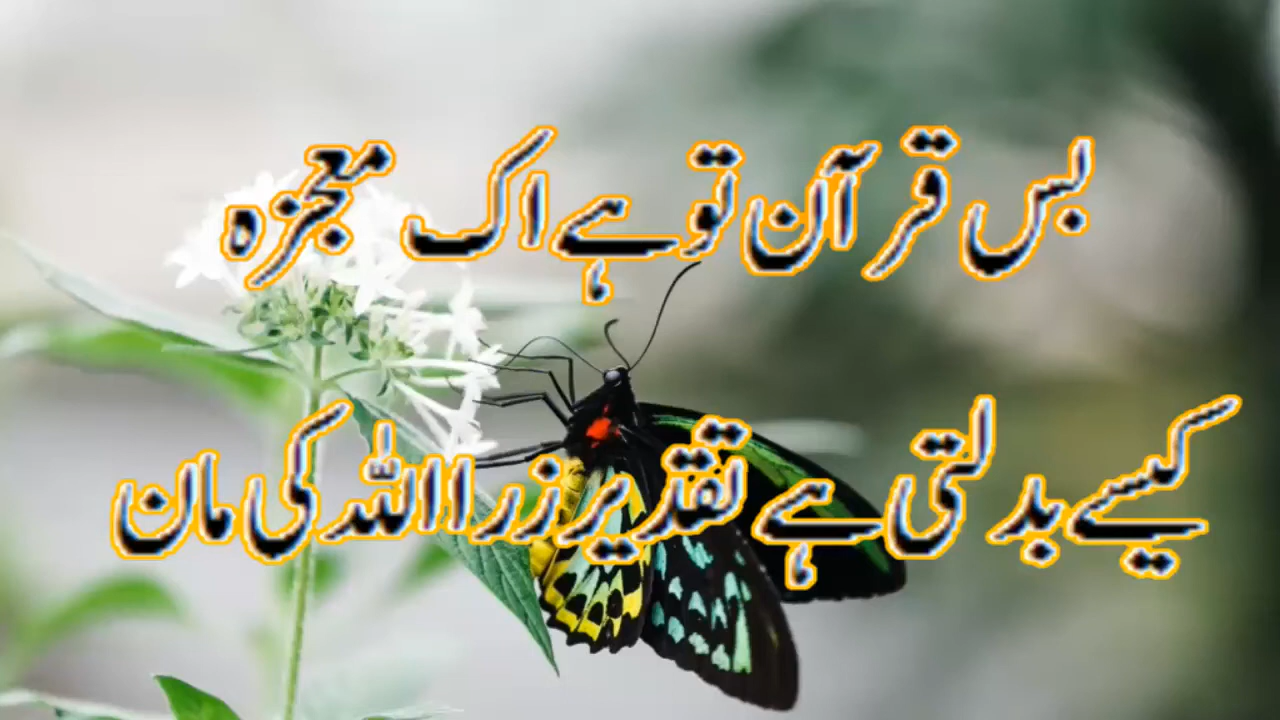 بس قرآن تو ہے اک معجزہ
کیسے بدلتی ہے تقدیر زرا اللہ کی مان